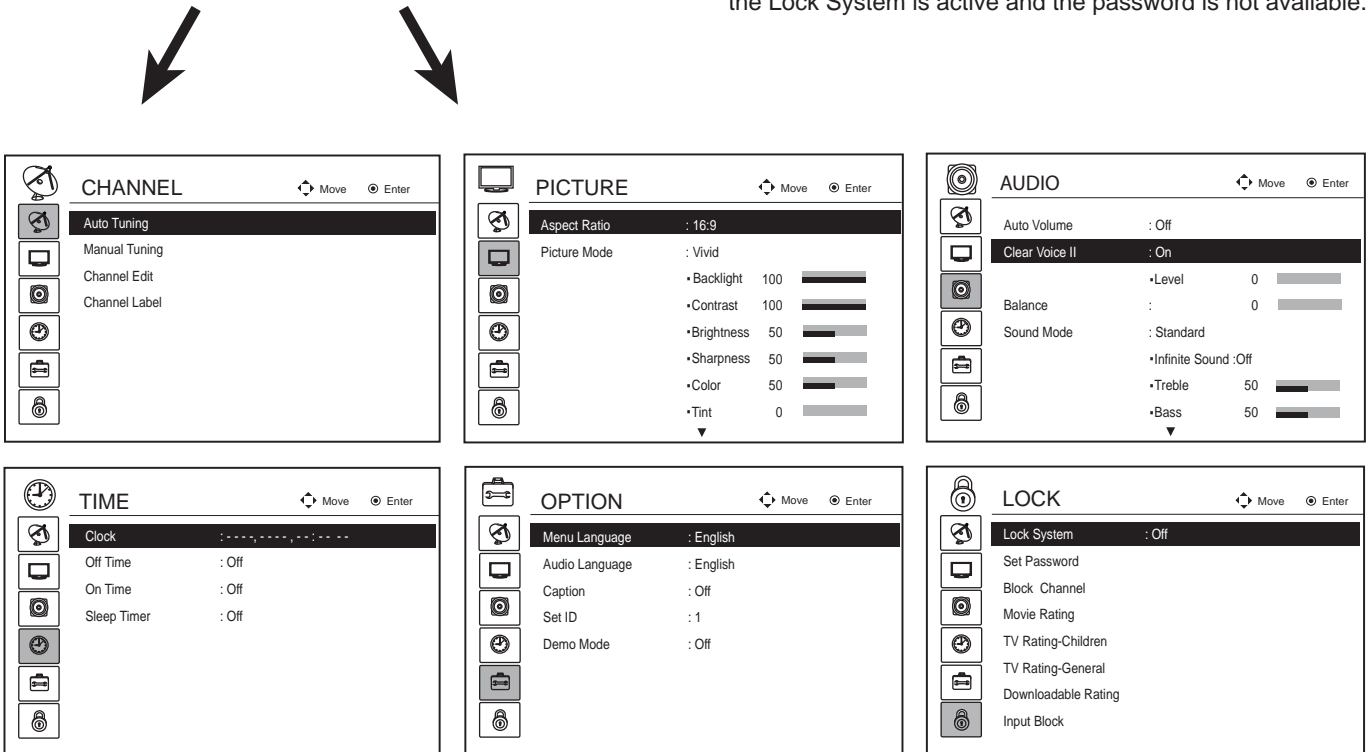 the Lock System is active and the password is not available.
CHANNEL Move Enter
Auto Tuning
Manual Tuning
Channel Edit
Channel Label
PICTURE Move Enter
Aspect Ratio : 16:9
Picture Mode : Vivid
▪Backlight 100
▪Contrast 100
▪Brightness 50
▪Sharpness 50
▪Color 50
▪Tint 0
▼
AUDIO Move Enter
Auto Volume : Off
Clear Voice II : On
▪Level 0
Balance : 0
Sound Mode : Standard
▪Infinite Sound :Off
▪Treble 50
▪Bass 50
▼
TIME Move Enter
Clock :----,----,--:-- --
Off Time : Off
On Time : Off
Sleep Timer : Off
OPTION Move Enter
Menu Language : English
Audio Language : English
Caption : Off
Set ID : 1
Demo Mode : Off
LOCK Move Enter
Lock System : Off
Set Password
Block Channel
Movie Rating
TV Rating-Children
TV Rating-General
Downloadable Rating
Input Block